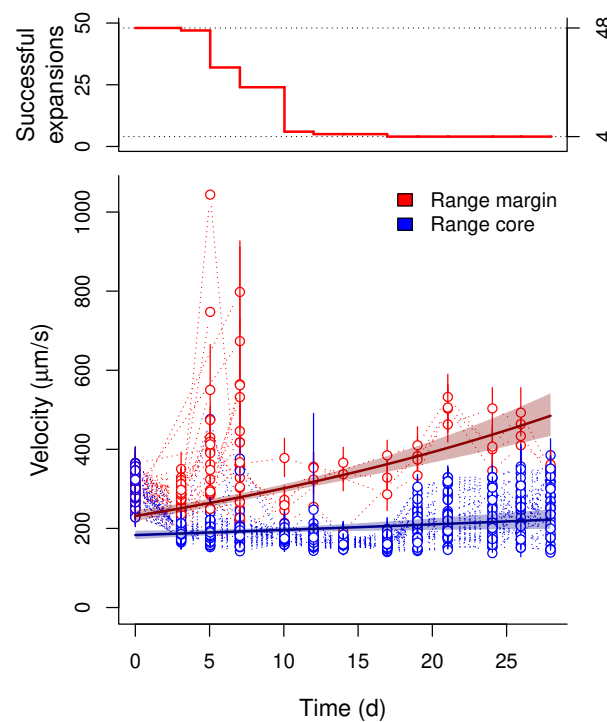 Successful
expansions
50
25
0
48
4
Velocity (μm/s)
1000
800
600
400
200
0
Range margin
Range core
0 5 10 15 20 25
Time (d)